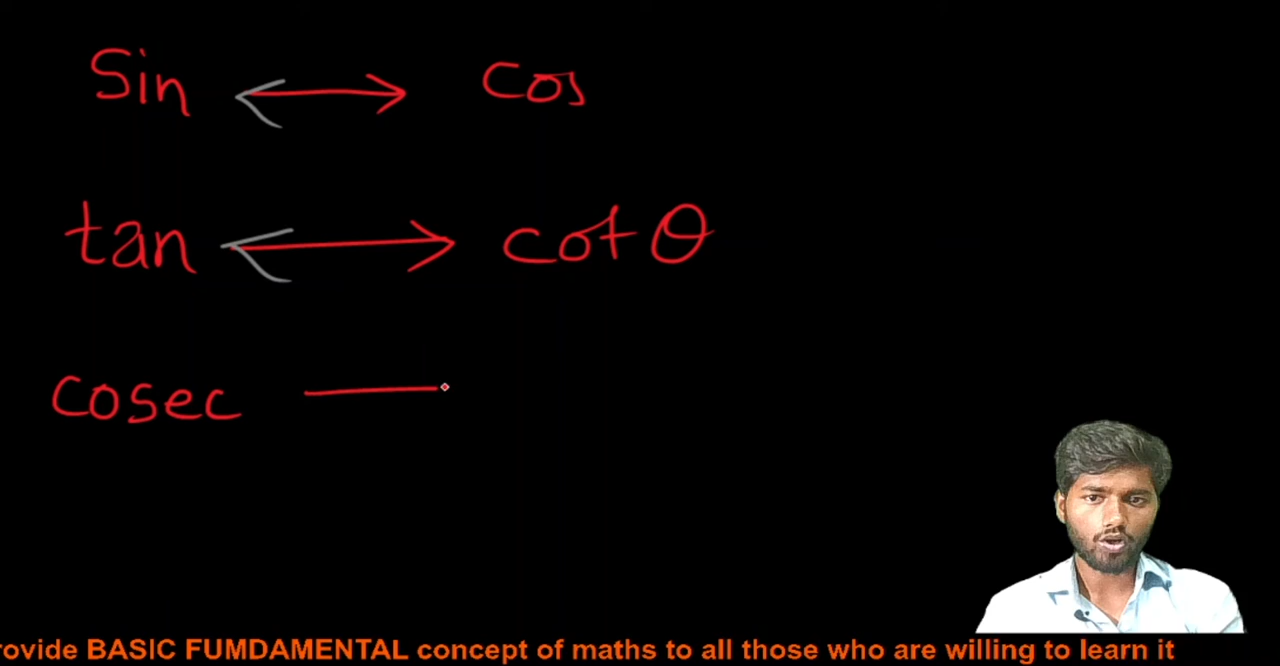 Sin ⟷ Cos
tan ⟷ cot θ
cosec —
rovide BASIC FUMDAMENTAL concept of maths to all those who are willing to learn it